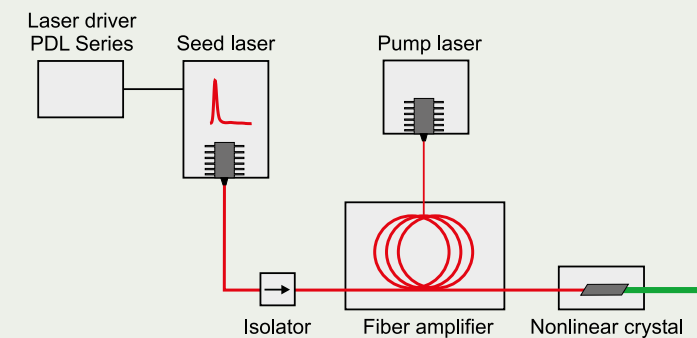 Laser driver
PDL Series
Seed laser
Pump laser
Isolator
Fiber amplifier
Nonlinear crystal